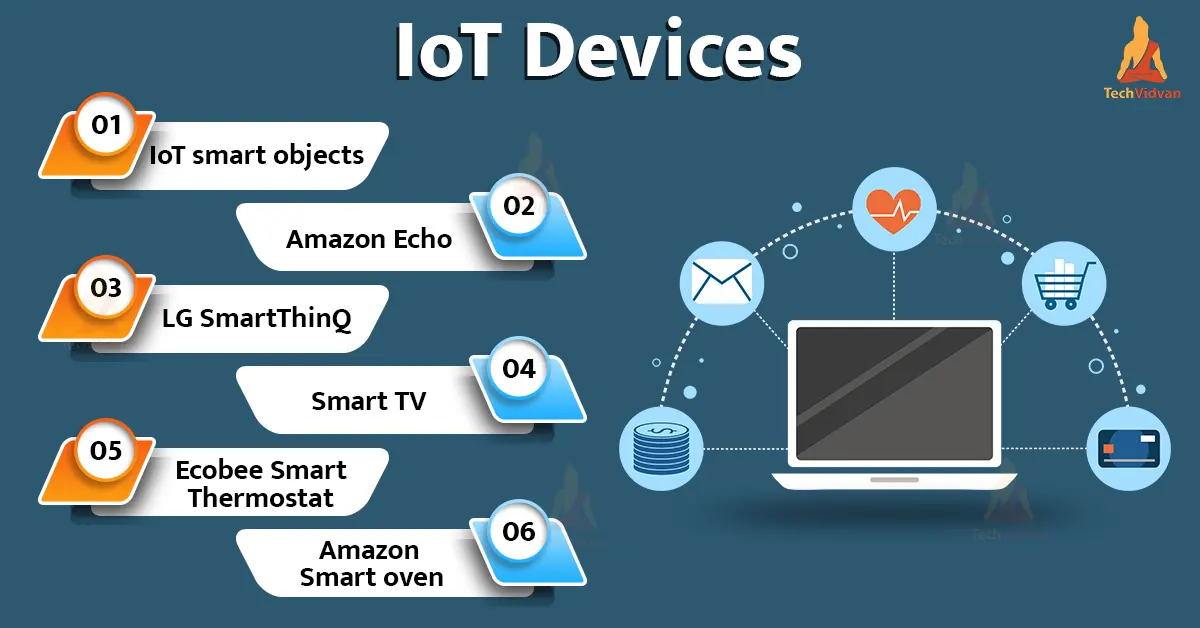 IoT Devices
TechVidvan
01
IoT smart objects
02
Amazon Echo
03
LG SmartThinQ
04
Smart TV
05
Ecobee Smart
Thermostat
06
Amazon
Smart oven